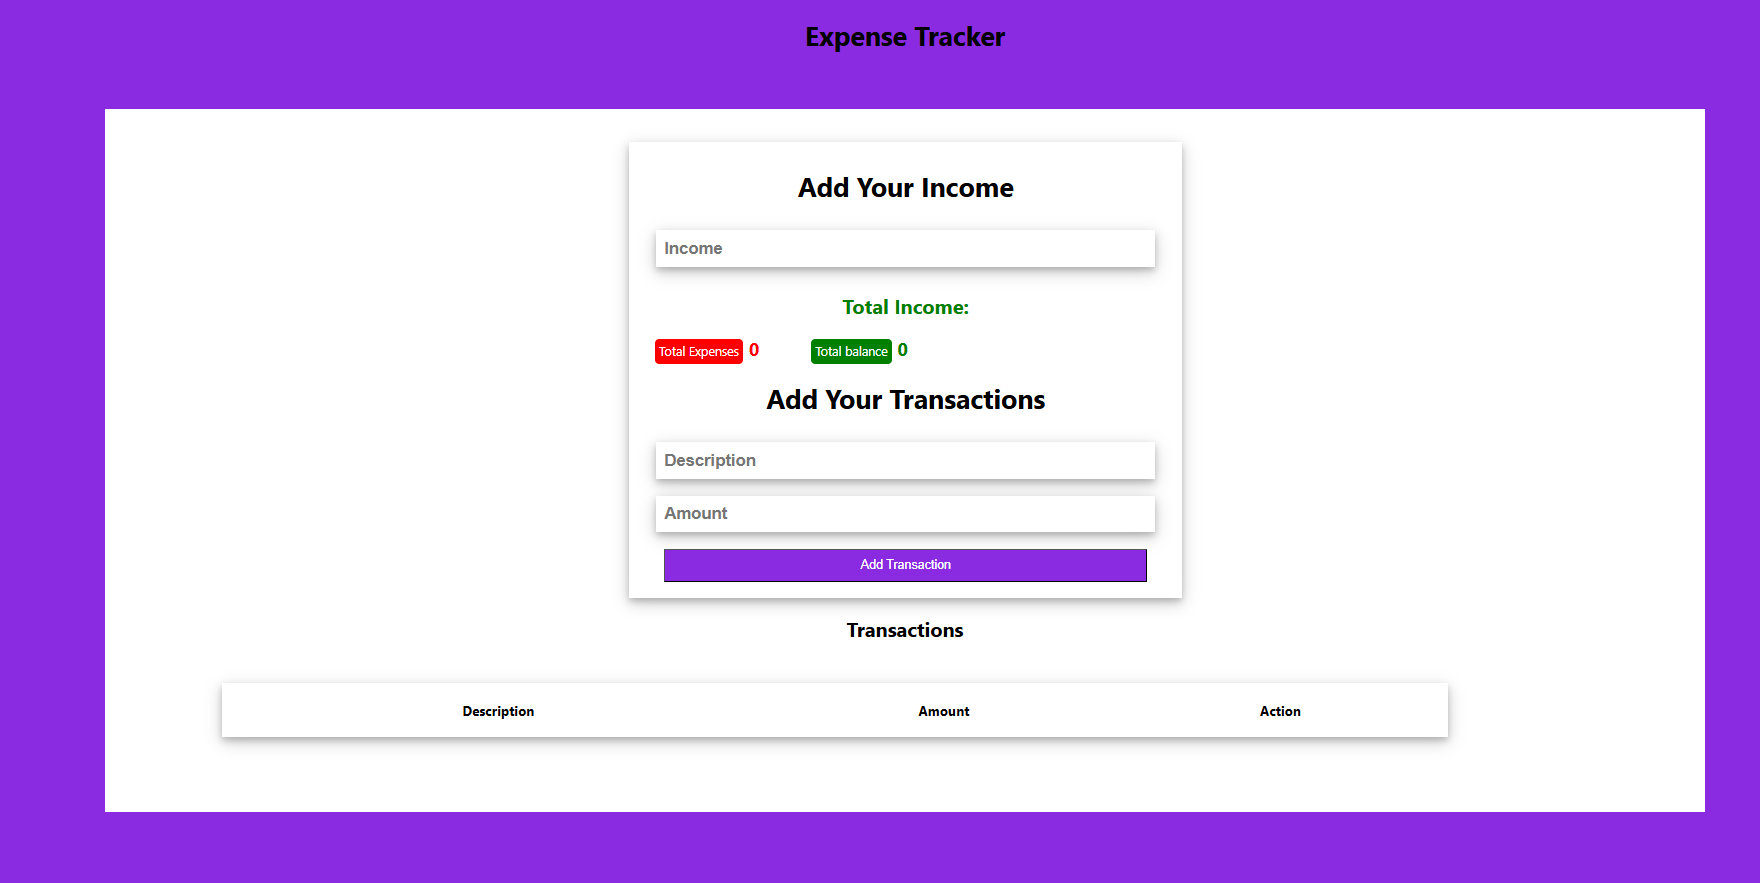 Expense Tracker
Add Your Income
Income
Total Income:
Total Expenses 0 Total balance 0
Add Your Transactions
Description
Amount
Add Transaction
Transactions
Description Amount Action